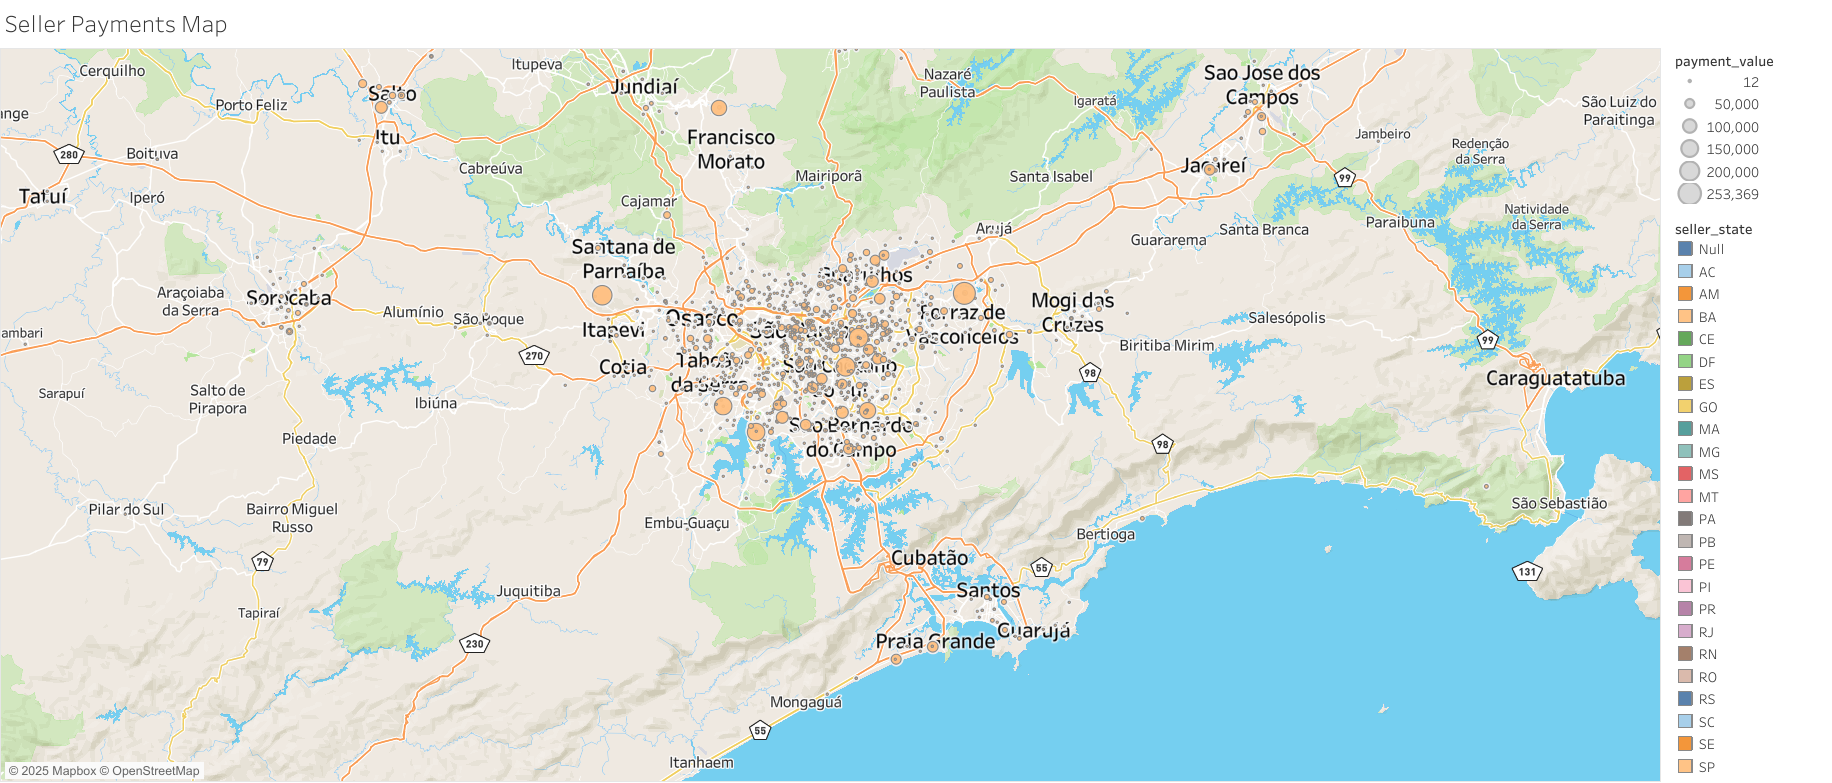 Seller Payments Map
Cerquilho
Itupeva
Porto Feliz
Salto
Itu
Jundiaí
Francisco
Morato
Nazaré
Paulista
Igaratá
Sao Jose dos
Campos
São Luiz do
Paraitinga
Jambeiro
Redenção
da Serra
280
Boituva
Tatuí
Iperó
Cabreúva
Cajamar
Mairiporã
Santa Isabel
Jacareí
99
Natividade
da Serra
Paraibuna
Santa Branca
Guararema
Arujá
Santana de
Parnaíba
Guarulhos
Araçoiaba
da Serra
Sorocaba
Alumínio
São Roque
Itapevi
Osasco
Ferraz de
Vasconcelos
Mogi das
Cruzes
Salesópolis
Biritiba Mirim
99
Caraguatatuba
270
Cotia
Taboão
da Serra
98
Sarapuí
Salto de
Pirapora
Ibiúna
Piedade
São Bernardo
do Campo
98
Pilar do Sul
Bairro Miguel
Russo
Embu-Guaçu
São Sebastião
Bertioga
79
Cubatão
55
131
Juquitiba
Santos
Tapiraí
230
Praia Grande
Guarujá
Mongaguá
55
Itanhaem
© 2025 Mapbox © OpenStreetMap
payment_value
12
50,000
100,000
150,000
200,000
253,369
seller_state
Null
AC
AM
BA
CE
DF
ES
GO
MA
MG
MS
MT
PA
PB
PE
PI
PR
RJ
RN
RO
RS
SC
SE
SP